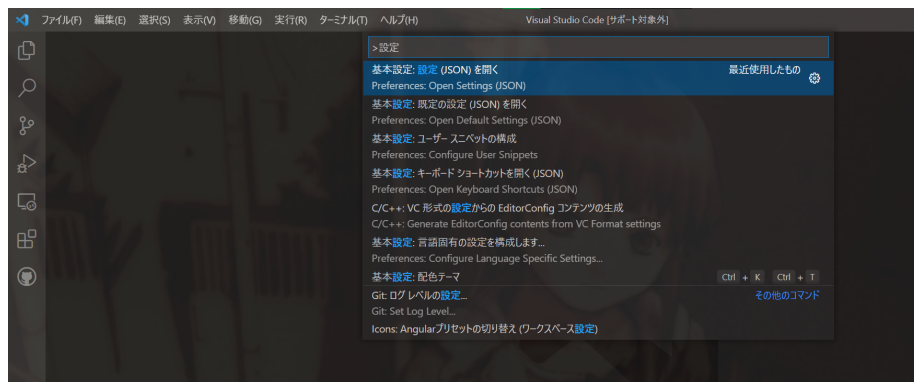 ファイル(F) 編集(E) 選択(S) 表示(V) 移動(G) 実行(R) ターミナル(T) ヘルプ(H) Visual Studio Code [サポート対象外]
>設定
基本設定: 設定 (JSON) を開く 最近使用したもの
Preferences: Open Settings (JSON)
基本設定: 既定の設定 (JSON) を開く
Preferences: Open Default Settings (JSON)
基本設定: ユーザー スニペットの構成
Preferences: Configure User Snippets
基本設定: キーボード ショートカットを開く (JSON)
Preferences: Open Keyboard Shortcuts (JSON)
C/C++: VC 形式の設定からの EditorConfig コンテンツの生成
C/C++: Generate EditorConfig contents from VC Format settings
基本設定: 言語固有の設定を構成します...
Preferences: Configure Language Specific Settings...
基本設定: 配色テーマ Ctrl + K Ctrl + T
Git: ログ レベルの設定... その他のコマンド
Git: Set Log Level...
Icons: Angularプリセットの切り替え (ワークスペース設定)